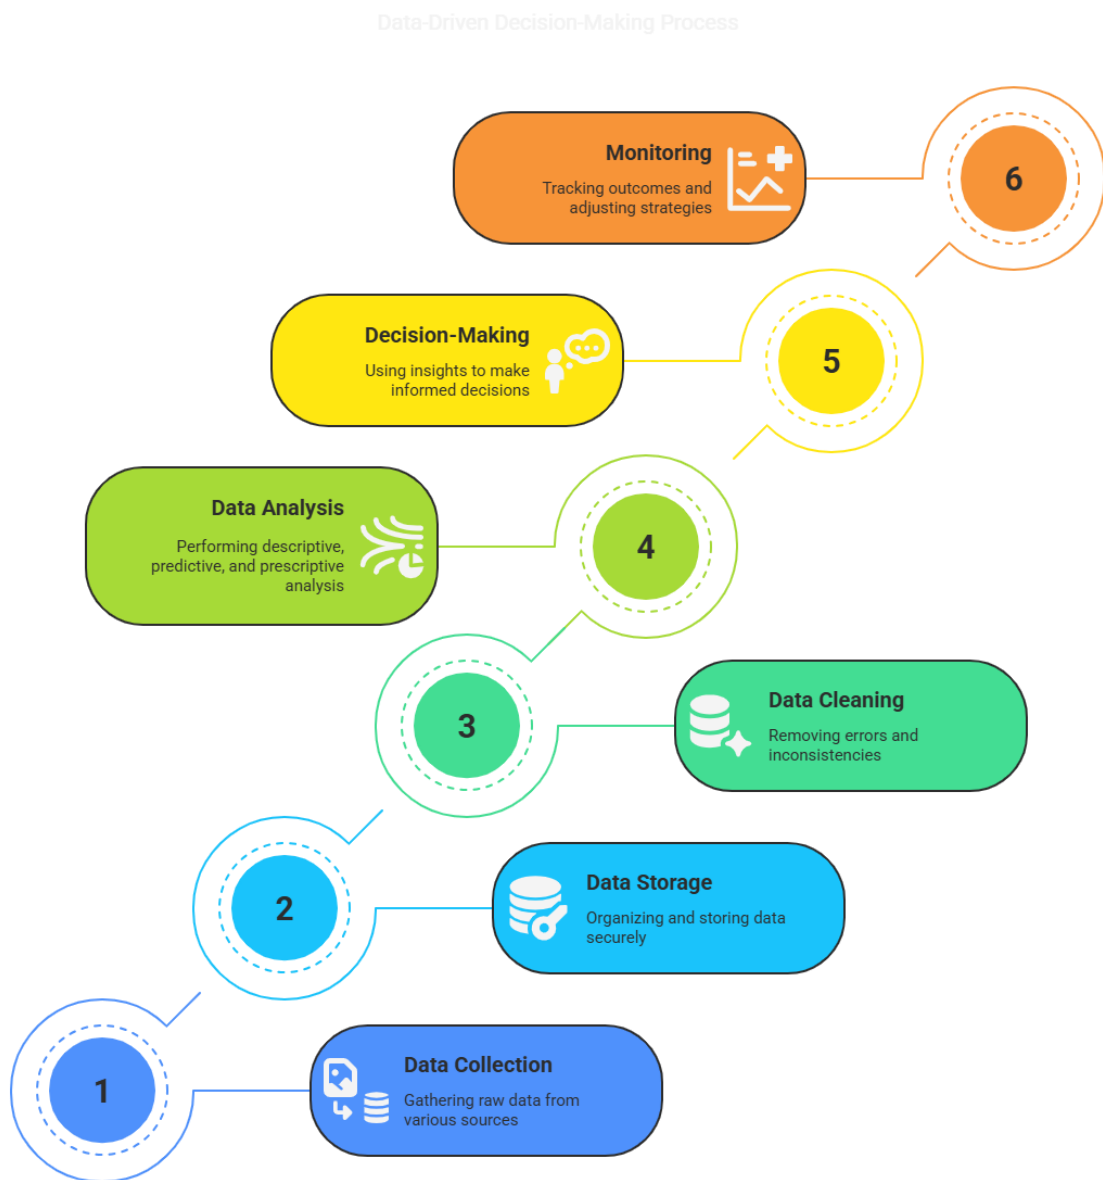 Data-Driven Decision-Making Process
Monitoring
Tracking outcomes and
adjusting strategies
6
Decision-Making
Using insights to make
informed decisions
5
Data Analysis
Performing descriptive,
predictive, and prescriptive
analysis
4
3
Data Cleaning
Removing errors and
inconsistencies
2
Data Storage
Organizing and storing data
securely
1
Data Collection
Gathering raw data from
various sources